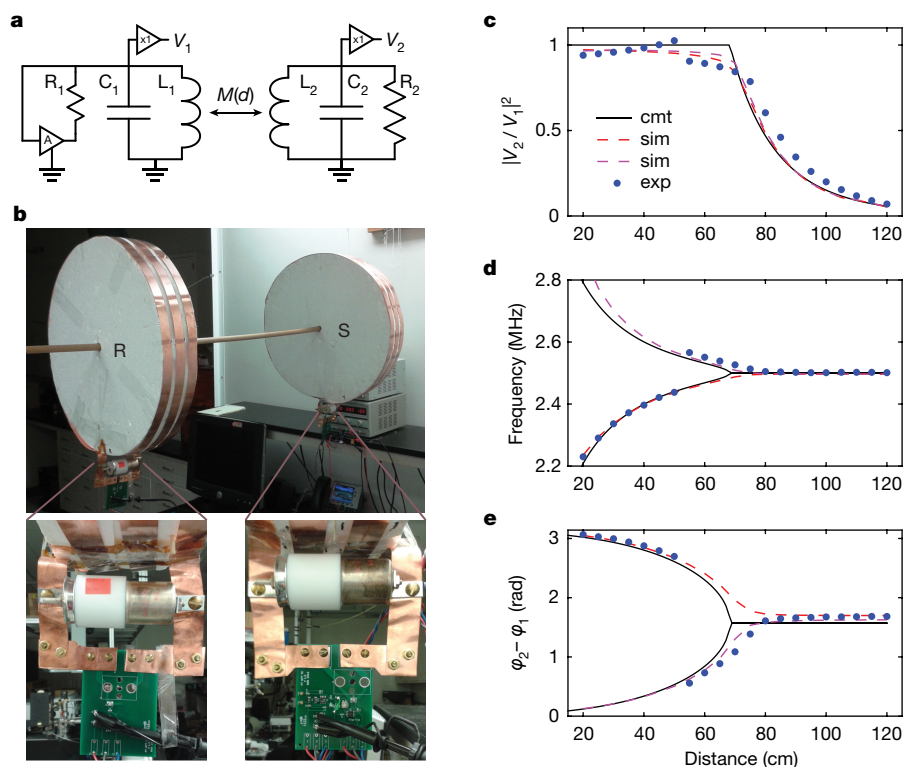 a
x1
V1
x1
V2
R1
C1
L1
M(d)
L2
C2
R2
A
b
R
S
c
|V2 / V1|²
1
0.5
0
cmt
sim
sim
exp
20 40 60 80 100 120
d
Frequency (MHz)
2.8
2.6
2.4
2.2
20 40 60 80 100 120
e
φ2– φ1 (rad)
3
2
1
0
20 40 60 80 100 120
Distance (cm)